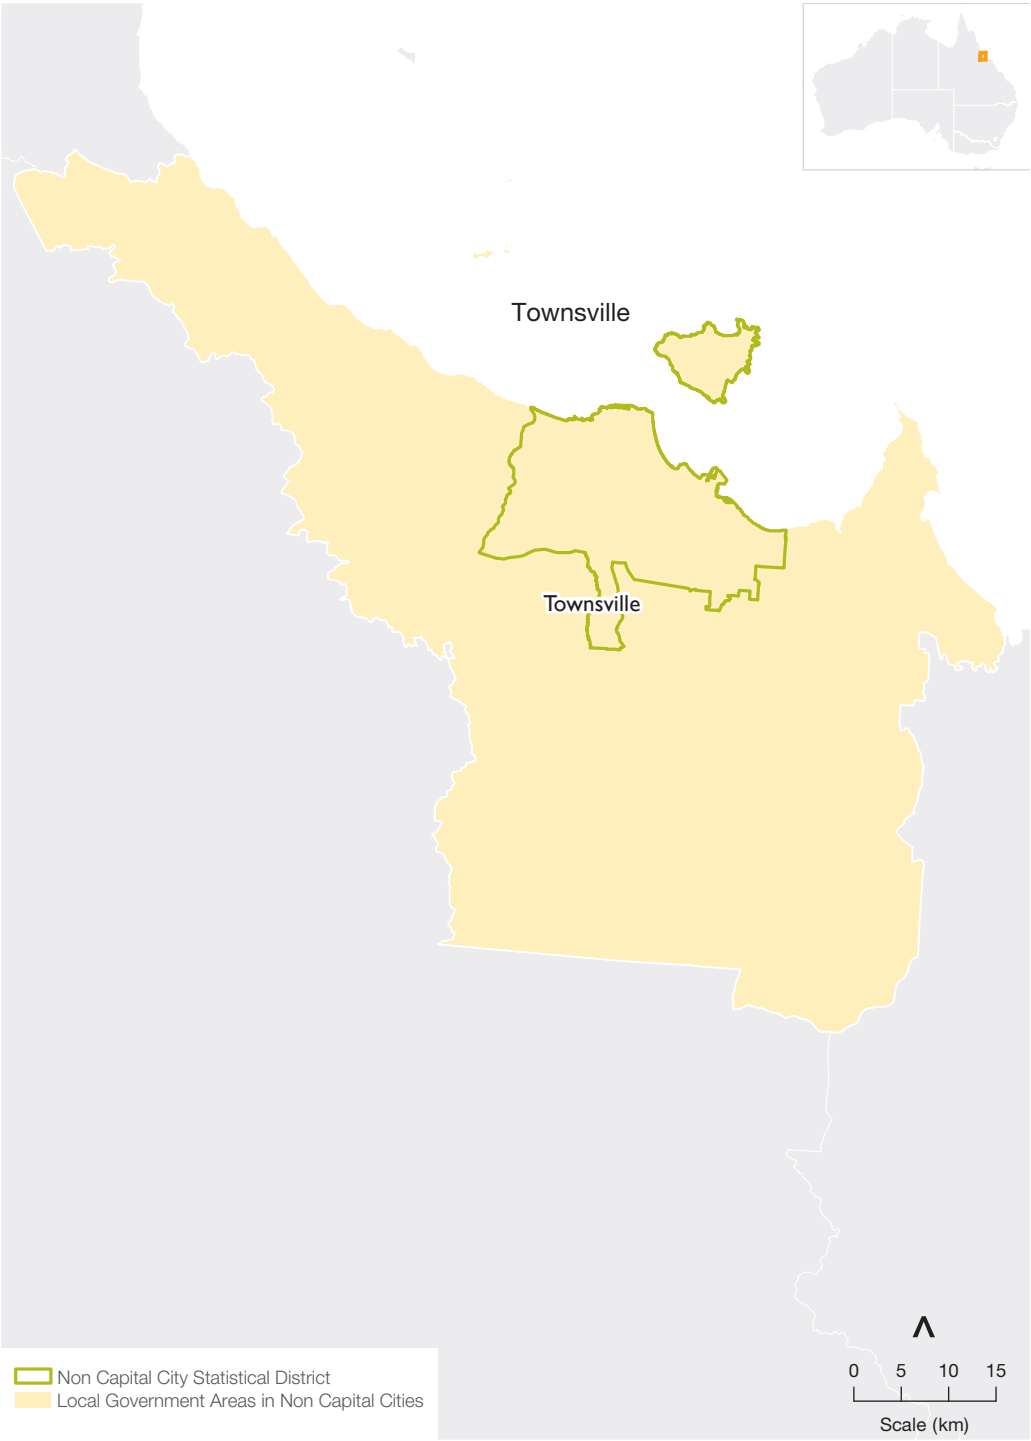 Townsville
Townsville
Non Capital City Statistical District
Local Government Areas in Non Capital Cities
0 5 10 15
Scale (km)